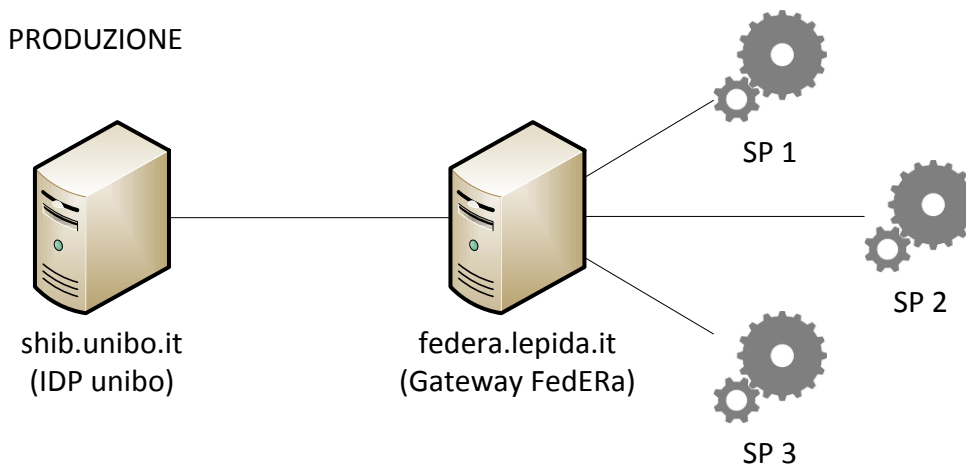 PRODUZIONE
SP 1
SP 2
shib.unibo.it
(IDP unibo)
federa.lepida.it
(Gateway FedERa)
SP 3